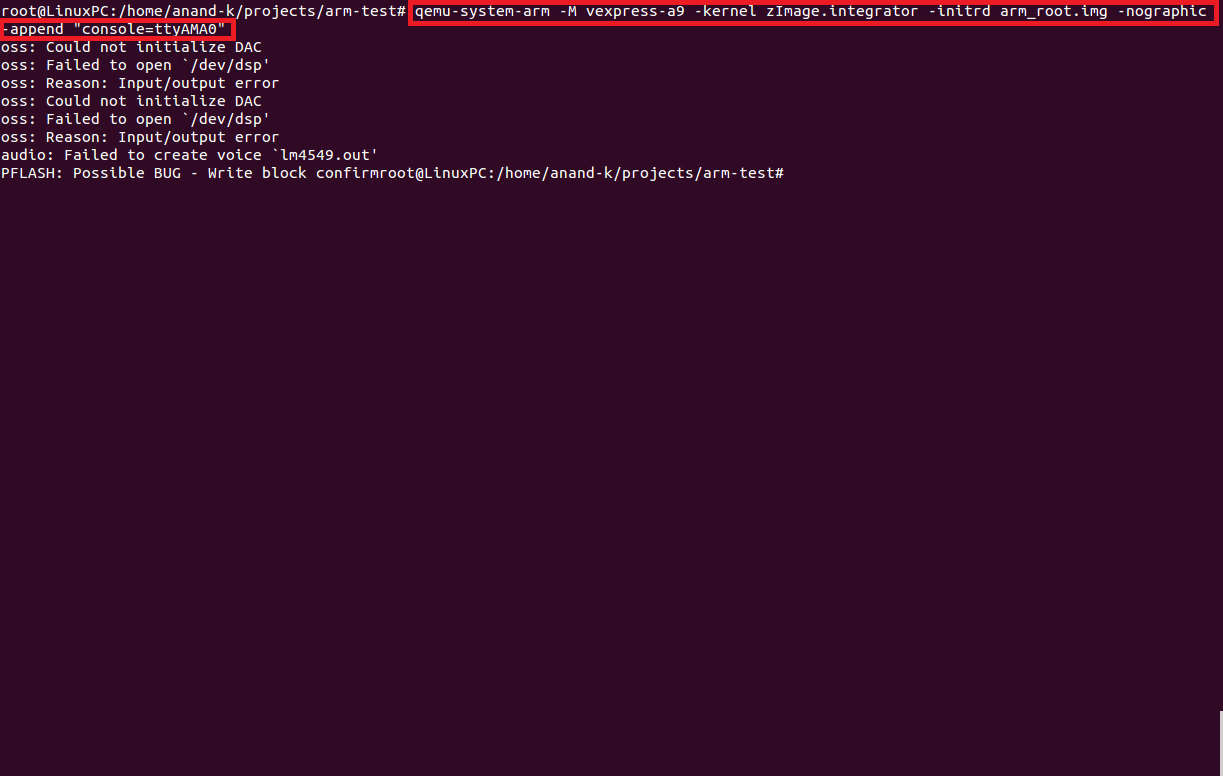 root@LinuxPC:/home/anand-k/projects/arm-test# qemu-system-arm -M vexpress-a9 -kernel zImage.integrator -initrd arm_root.img -nographic
-append "console=ttyAMA0"
oss: Could not initialize DAC
oss: Failed to open `/dev/dsp'
oss: Reason: Input/output error
oss: Could not initialize DAC
oss: Failed to open `/dev/dsp'
oss: Reason: Input/output error
audio: Failed to create voice `lm4549.out'
PFLASH: Possible BUG - Write block confirmroot@LinuxPC:/home/anand-k/projects/arm-test#